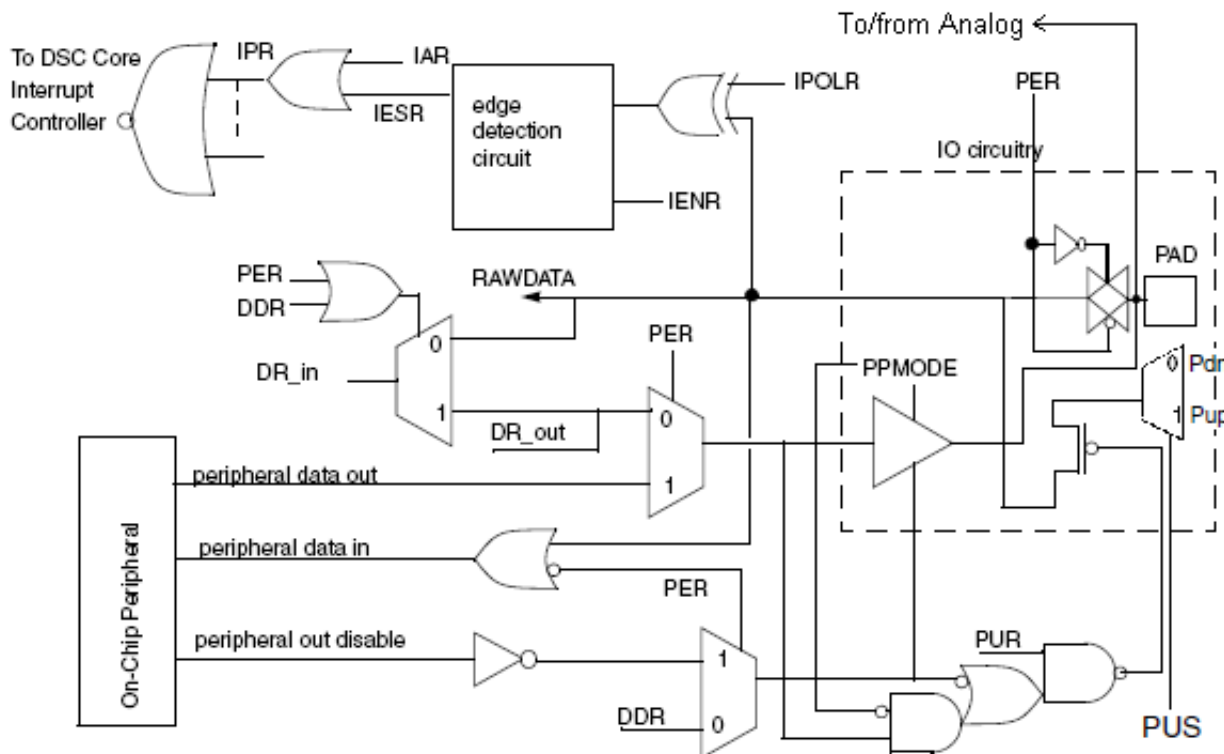 To/from Analog
To DSC Core
Interrupt
Controller
IPR
IAR
IESR
edge
detection
circuit
IPOLR
IENR
PER
IO circuitry
PAD
PER
DDR
RAWDATA
0
1
DR_in
DR_out
PER
0
1
PPMODE
0
Pdn
1
Pup
On-Chip Peripheral
peripheral data out
peripheral data in
peripheral out disable
PER
1
0
DDR
PUR
PUS